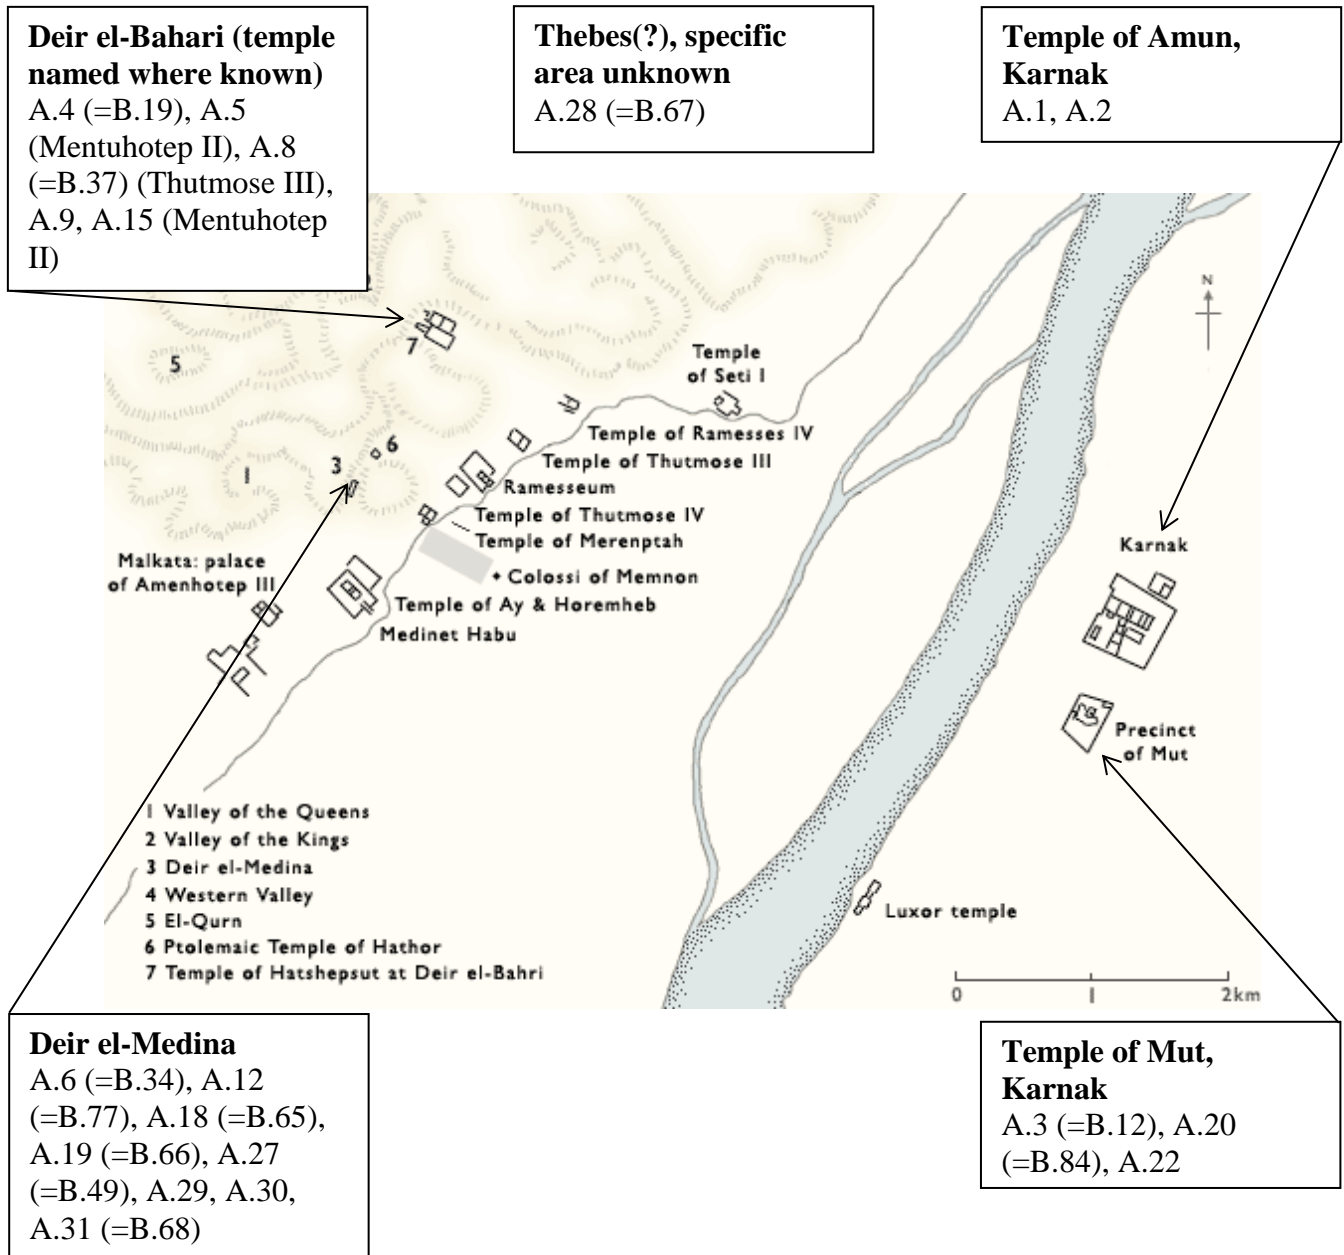 Deir el-Bahari (temple
named where known)
A.4 (=B.19), A.5
(Mentuhotep II), A.8
(=B.37) (Thutmose III),
A.9, A.15 (Mentuhotep
II)
Thebes(?), specific
area unknown
A.28 (=B.67)
Temple of Amun,
Karnak
A.1, A.2
N
7
5
Temple
of Seti I
Temple of Ramesses IV
6
3
Temple of Thutmose III
1
Ramesseum
Temple of Thutmose IV
Temple of Merenptah
Karnak
Malkata: palace
of Amenhotep III
Colossi of Memnon
Temple of Ay & Horemheb
Medinet Habu
Precinct
of Mut
1 Valley of the Queens
2 Valley of the Kings
3 Deir el-Medina
4 Western Valley
5 El-Qurn
6 Ptolemaic Temple of Hathor
7 Temple of Hatshepsut at Deir el-Bahri
Luxor temple
0 1 2km
Deir el-Medina
A.6 (=B.34), A.12
(=B.77), A.18 (=B.65),
A.19 (=B.66), A.27
(=B.49), A.29, A.30,
A.31 (=B.68)
Temple of Mut,
Karnak
A.3 (=B.12), A.20
(=B.84), A.22